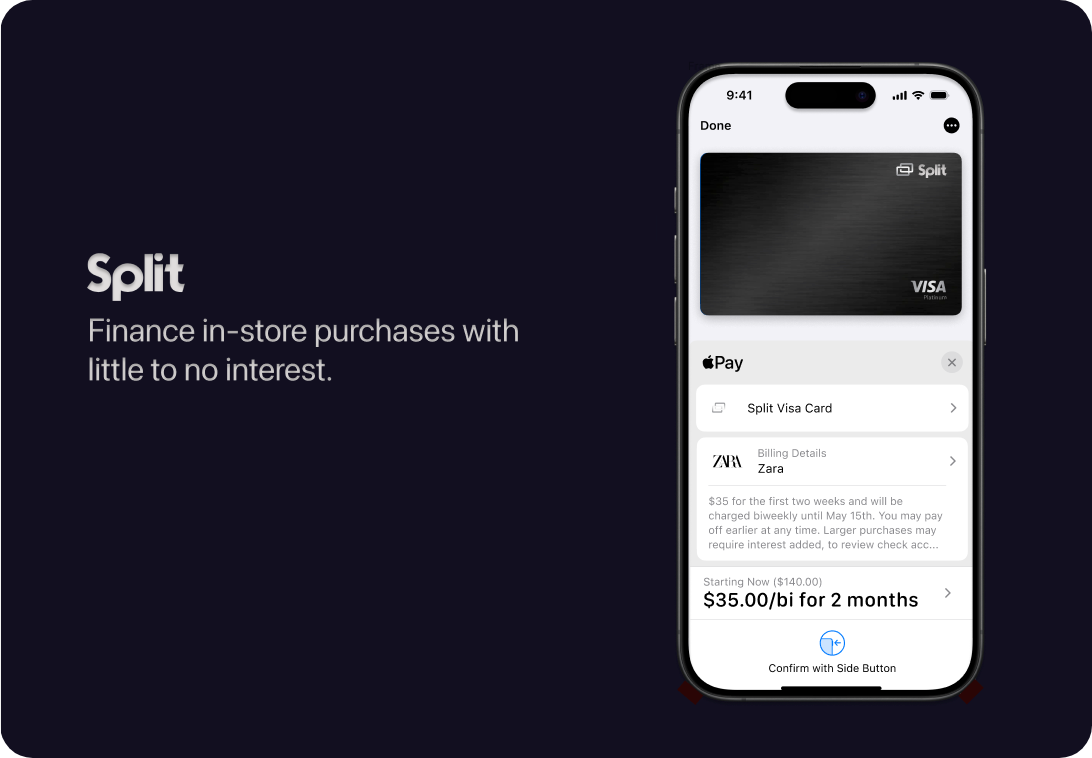 Split
Finance in-store purchases with
little to no interest.
9:41
Done
Split
VISA
Platinum
Pay
Split Visa Card
ZARA
Billing Details
Zara
$35 for the first two weeks and will be
charged biweekly until May 15th. You may pay
off earlier at any time. Larger purchases may
require interest added, to review check acc...
Starting Now ($140.00)
$35.00/bi for 2 months
Confirm with Side Button